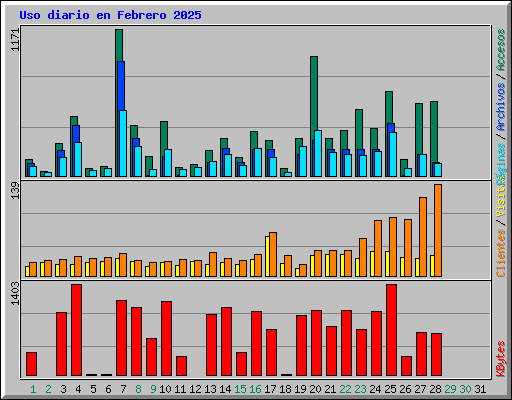 Uso diario en Febrero 2025
1171
139
1403
Clientes / Visitas
Páginas / Archivos / Accesos
KBytes
1 2 3 4 5 6 7 8 9 10 11 12 13 14 15 16 17 18 19 20 21 22 23 24 25 26 27 28 29 30 31